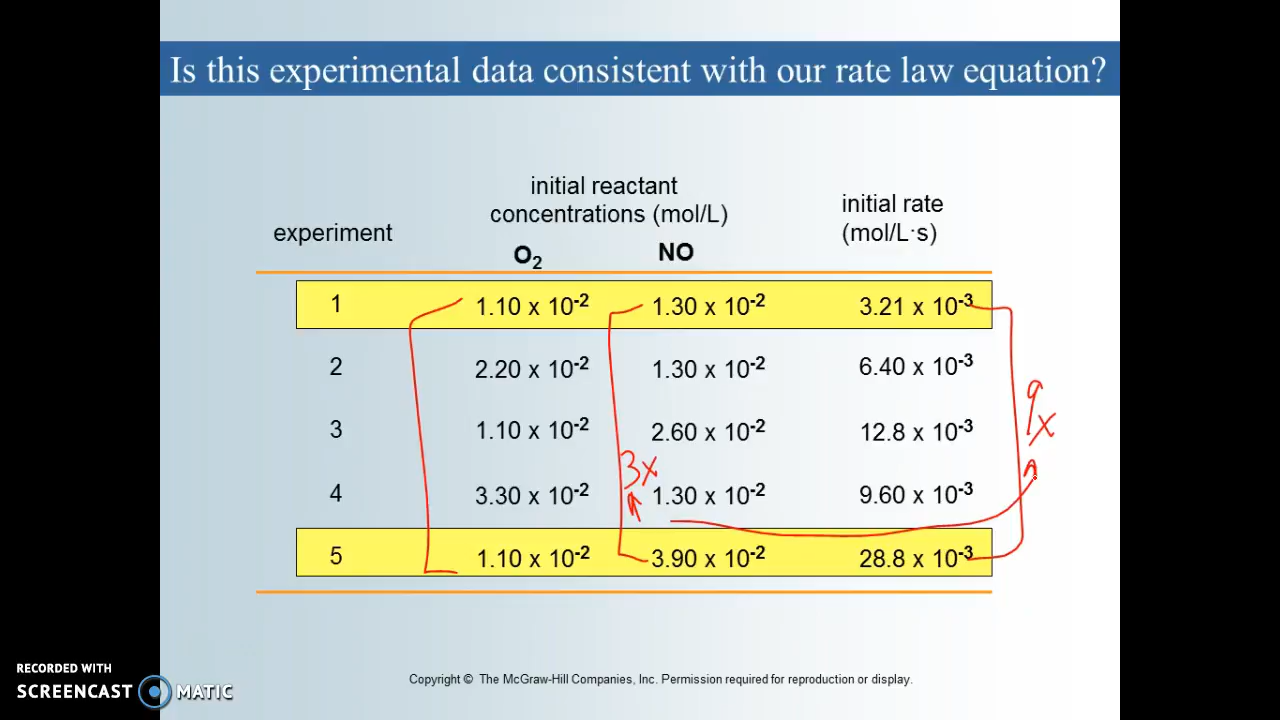 Is this experimental data consistent with our rate law equation?
initial reactant
concentrations (mol/L)
initial rate
(mol/L·s)
experiment
O₂ NO
1 1.10 x 10⁻² 1.30 x 10⁻² 3.21 x 10⁻³
2 2.20 x 10⁻² 1.30 x 10⁻² 6.40 x 10⁻³
9x
3 1.10 x 10⁻² 2.60 x 10⁻² 12.8 x 10⁻³
3x
4 3.30 x 10⁻² 1.30 x 10⁻² 9.60 x 10⁻³
5 1.10 x 10⁻² 3.90 x 10⁻² 28.8 x 10⁻³
Copyright © The McGraw-Hill Companies, Inc. Permission required for reproduction or display.
RECORDED WITH
SCREENCAST MATIC